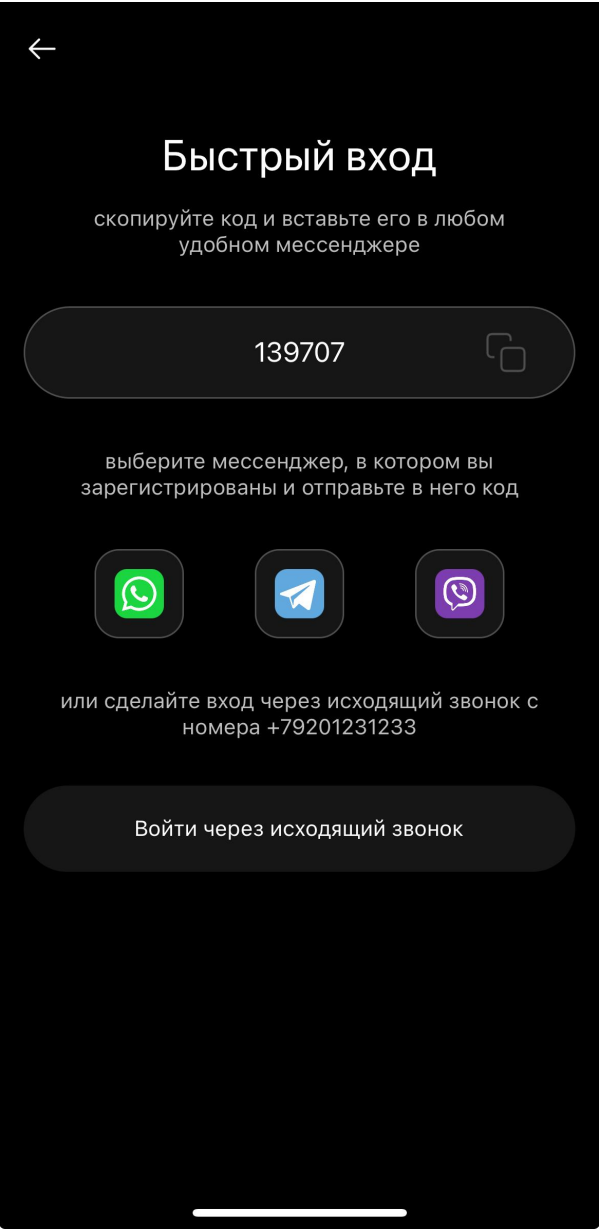 Быстрый вход
скопируйте код и вставьте его в любом
удобном мессенджере
139707
выберите мессенджер, в котором вы
зарегистрированы и отправьте в него код
или сделайте вход через исходящий звонок с
номера +79201231233
Войти через исходящий звонок